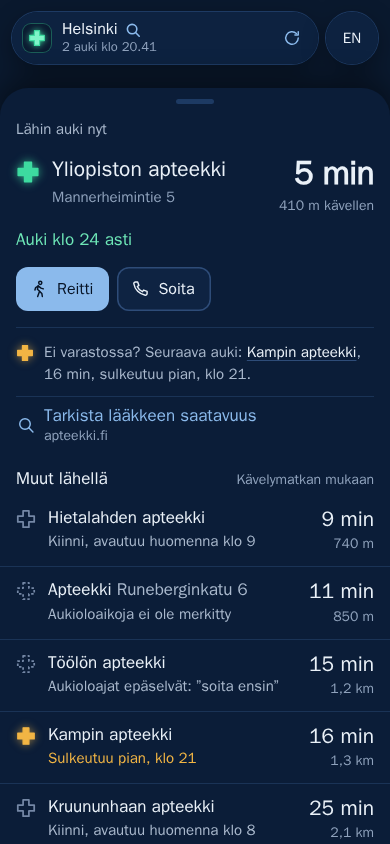 Helsinki
2 auki klo 20.41
EN
Lähin auki nyt
Yliopiston apteekki
5 min
Mannerheimintie 5
410 m kävellen
Auki klo 24 asti
Reitti
Soita
Ei varastossa? Seuraava auki: Kampin apteekki,
16 min, sulkeutuu pian, klo 21.
Tarkista lääkkeen saatavuus
apteekki.fi
Muut lähellä
Kävelymatkan mukaan
Hietalahden apteekki
9 min
Kiinni, avautuu huomenna klo 9
740 m
Apteekki Runeberginkatu 6
11 min
Aukioloaikoja ei ole merkitty
850 m
Töölön apteekki
15 min
Aukioloajat epäselvät: ”soita ensin”
1,2 km
Kampin apteekki
16 min
Sulkeutuu pian, klo 21
1,3 km
Kruununhaan apteekki
25 min
Kiinni, avautuu huomenna klo 8
2,1 km